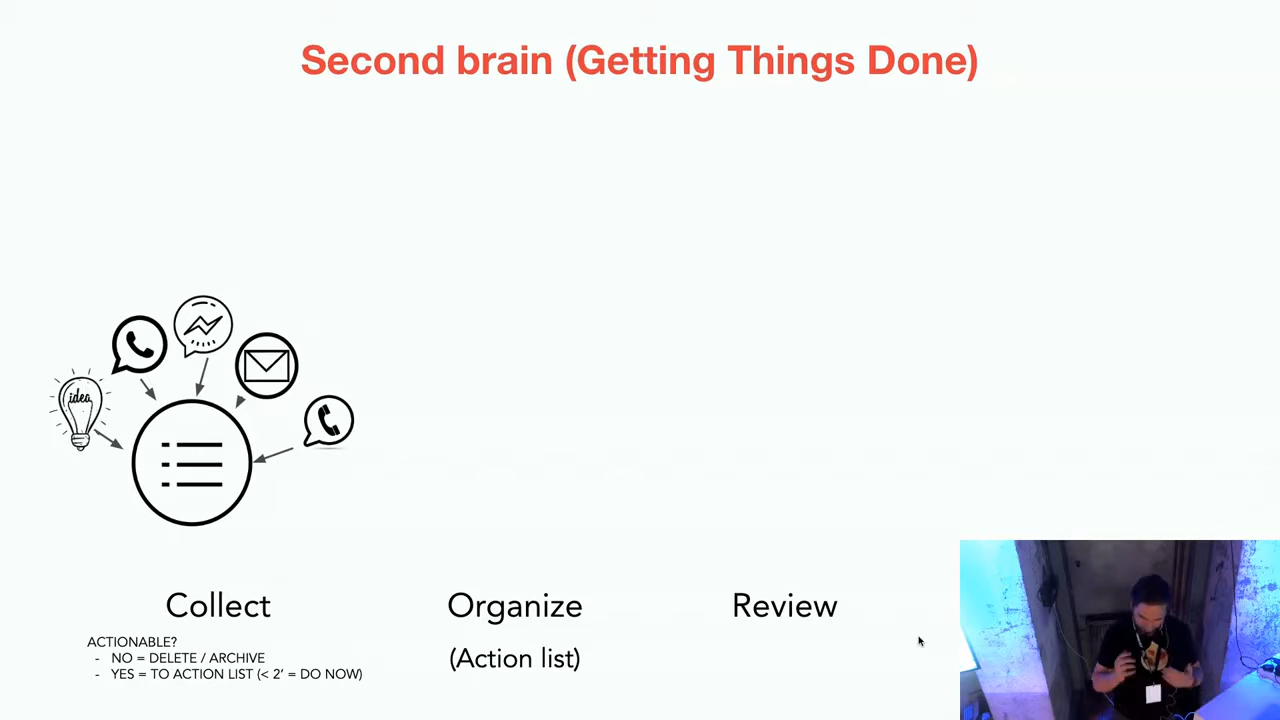 Second brain (Getting Things Done)
idea
Collect
Organize
Review
ACTIONABLE?
- NO = DELETE / ARCHIVE
- YES = TO ACTION LIST (< 2' = DO NOW)
(Action list)